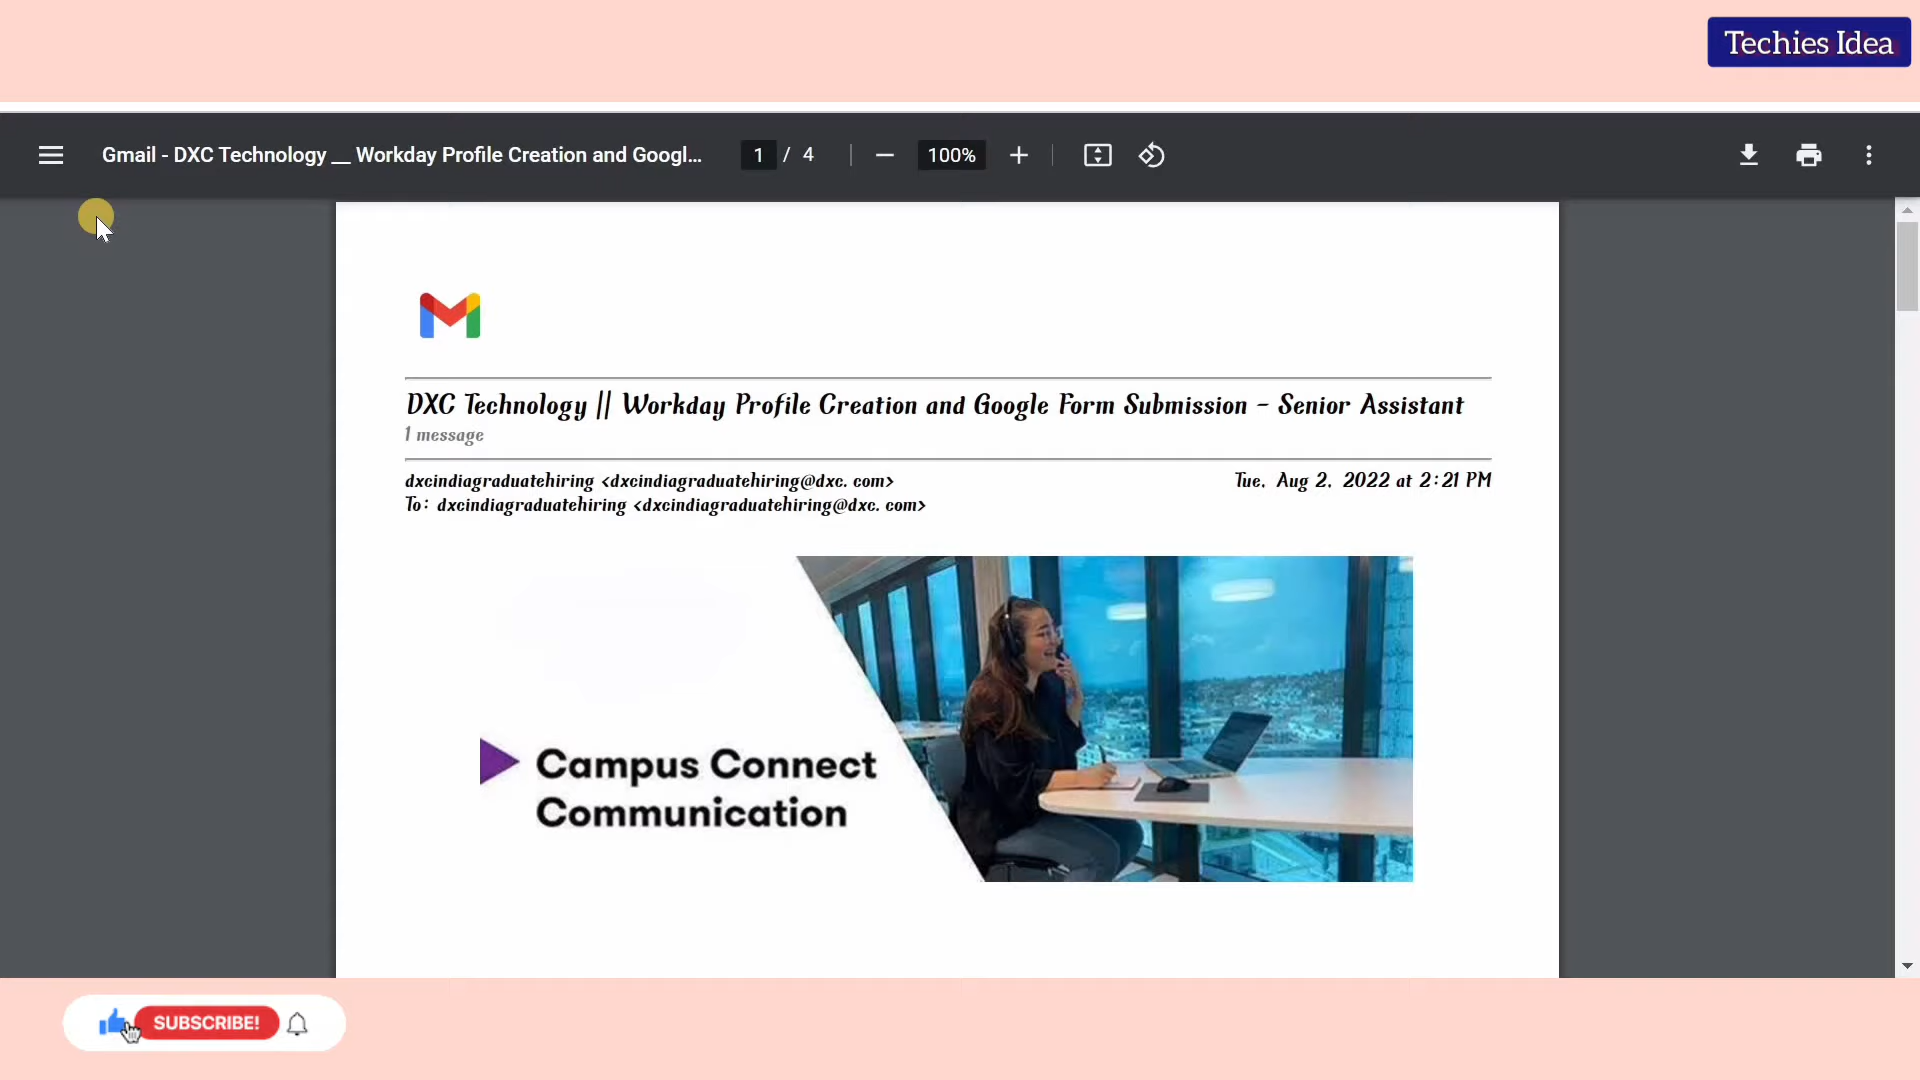 Techies Idea
Gmail - DXC Technology __ Workday Profile Creation and Googl...
1 / 4
100%
DXC Technology || Workday Profile Creation and Google Form Submission - Senior Assistant
1 message
dxcindiagraduatehiring <dxcindiagraduatehiring@dxc. com>
Tue, Aug 2, 2022 at 2:21 PM
To: dxcindiagraduatehiring <dxcindiagraduatehiring@dxc. com>
Campus Connect
Communication
SUBSCRIBE!